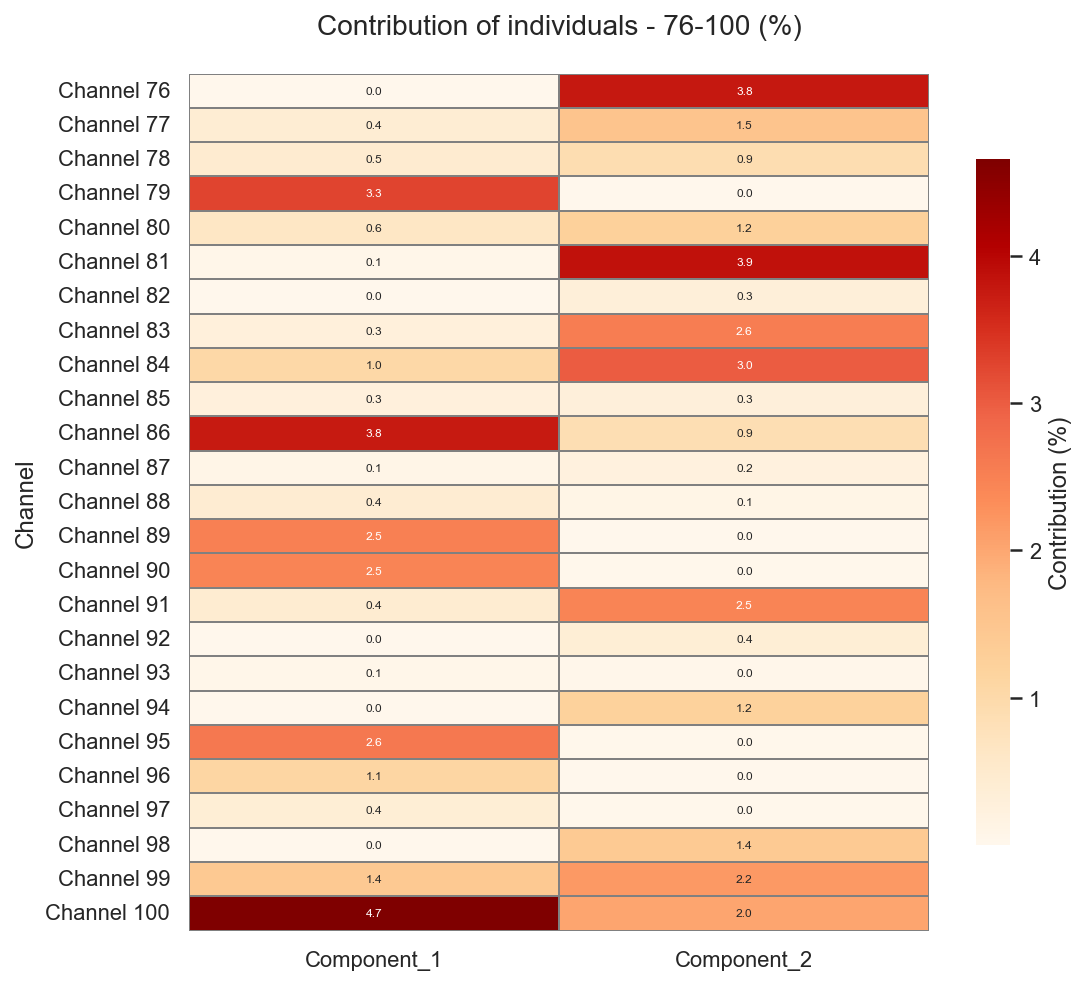 Contribution of individuals - 76-100 (%)
Channel 76 0.0 3.8
Channel 77 0.4 1.5
Channel 78 0.5 0.9
Channel 79 3.3 0.0
Channel 80 0.6 1.2
Channel 81 0.1 3.9
Channel 82 0.0 0.3
Channel 83 0.3 2.6
Channel 84 1.0 3.0
Channel 85 0.3 0.3
Channel 86 3.8 0.9
Channel 87 0.1 0.2
Channel 88 0.4 0.1
Channel 89 2.5 0.0
Channel 90 2.5 0.0
Channel 91 0.4 2.5
Channel 92 0.0 0.4
Channel 93 0.1 0.0
Channel 94 0.0 1.2
Channel 95 2.6 0.0
Channel 96 1.1 0.0
Channel 97 0.4 0.0
Channel 98 0.0 1.4
Channel 99 1.4 2.2
Channel 100 4.7 2.0
Component_1 Component_2
Channel
4
3
2
1
Contribution (%)